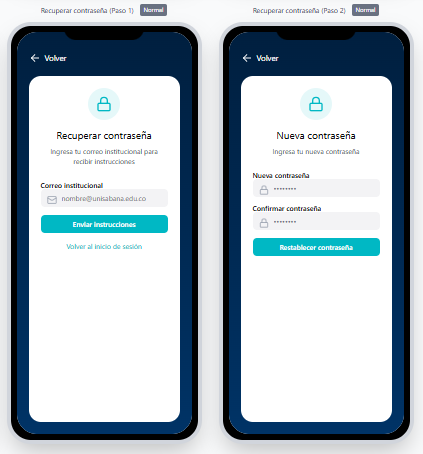 Recuperar contraseña (Paso 1) Normal
Volver
Recuperar contraseña
Ingresa tu correo institucional para
recibir instrucciones
Correo institucional
nombre@unisabana.edu.co
Enviar instrucciones
Volver al inicio de sesión
Recuperar contraseña (Paso 2) Normal
Volver
Nueva contraseña
Ingresa tu nueva contraseña
Nueva contraseña
••••••••
Confirmar contraseña
••••••••
Restablecer contraseña